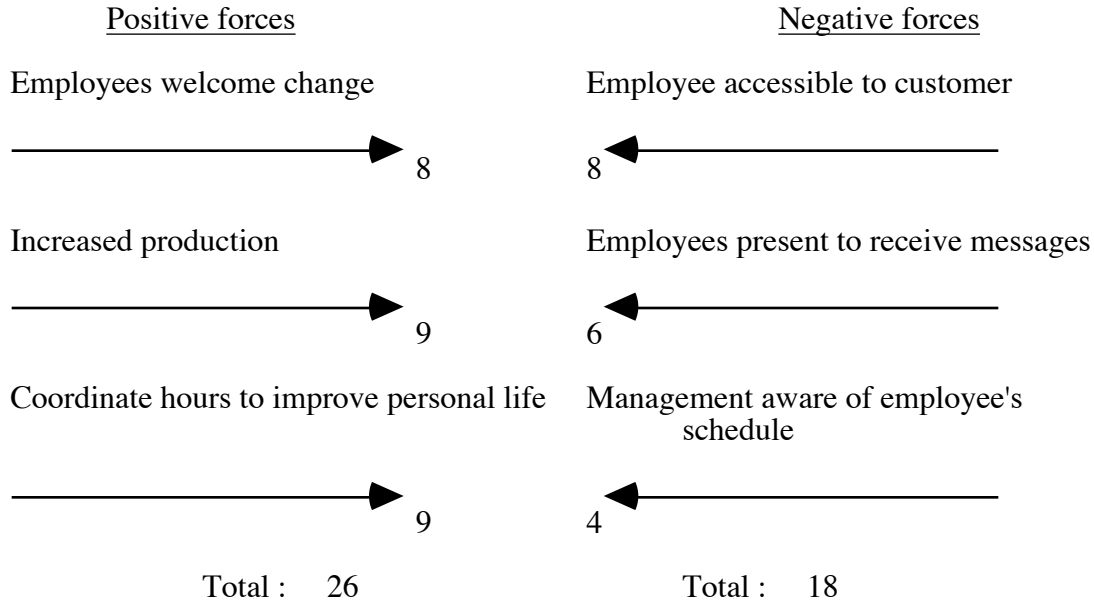 Positive forces
Negative forces
Employees welcome change
Employee accessible to customer
8
8
Increased production
Employees present to receive messages
9
6
Coordinate hours to improve personal life
Management aware of employee's
schedule
9
4
Total : 26
Total : 18